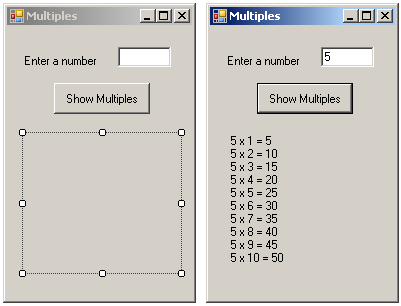 Multiples
Enter a number
Show Multiples
Multiples
Enter a number 5
Show Multiples
5 x 1 = 5
5 x 2 = 10
5 x 3 = 15
5 x 4 = 20
5 x 5 = 25
5 x 6 = 30
5 x 7 = 35
5 x 8 = 40
5 x 9 = 45
5 x 10 = 50